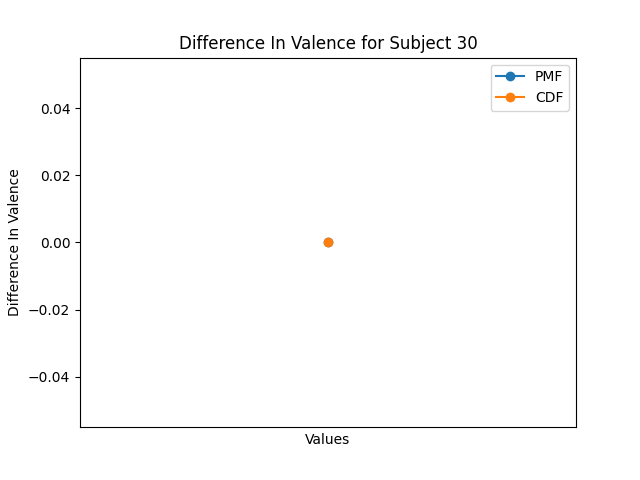 Difference In Valence for Subject 30
PMF
CDF
0.04
0.02
0.00
−0.02
−0.04
Difference In Valence
Values